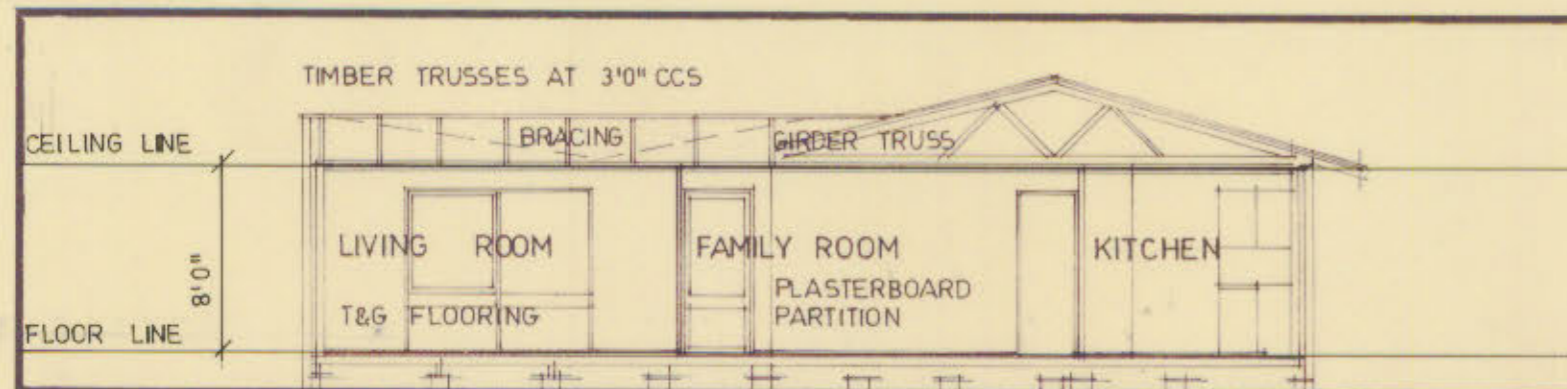 TIMBER TRUSSES AT 3'0" CCS
CEILING LINE
BRACING
GIRDER TRUSS
8'0"
LIVING ROOM
FAMILY ROOM
KITCHEN
T&G FLOORING
PLASTERBOARD
PARTITION
FLOOR LINE